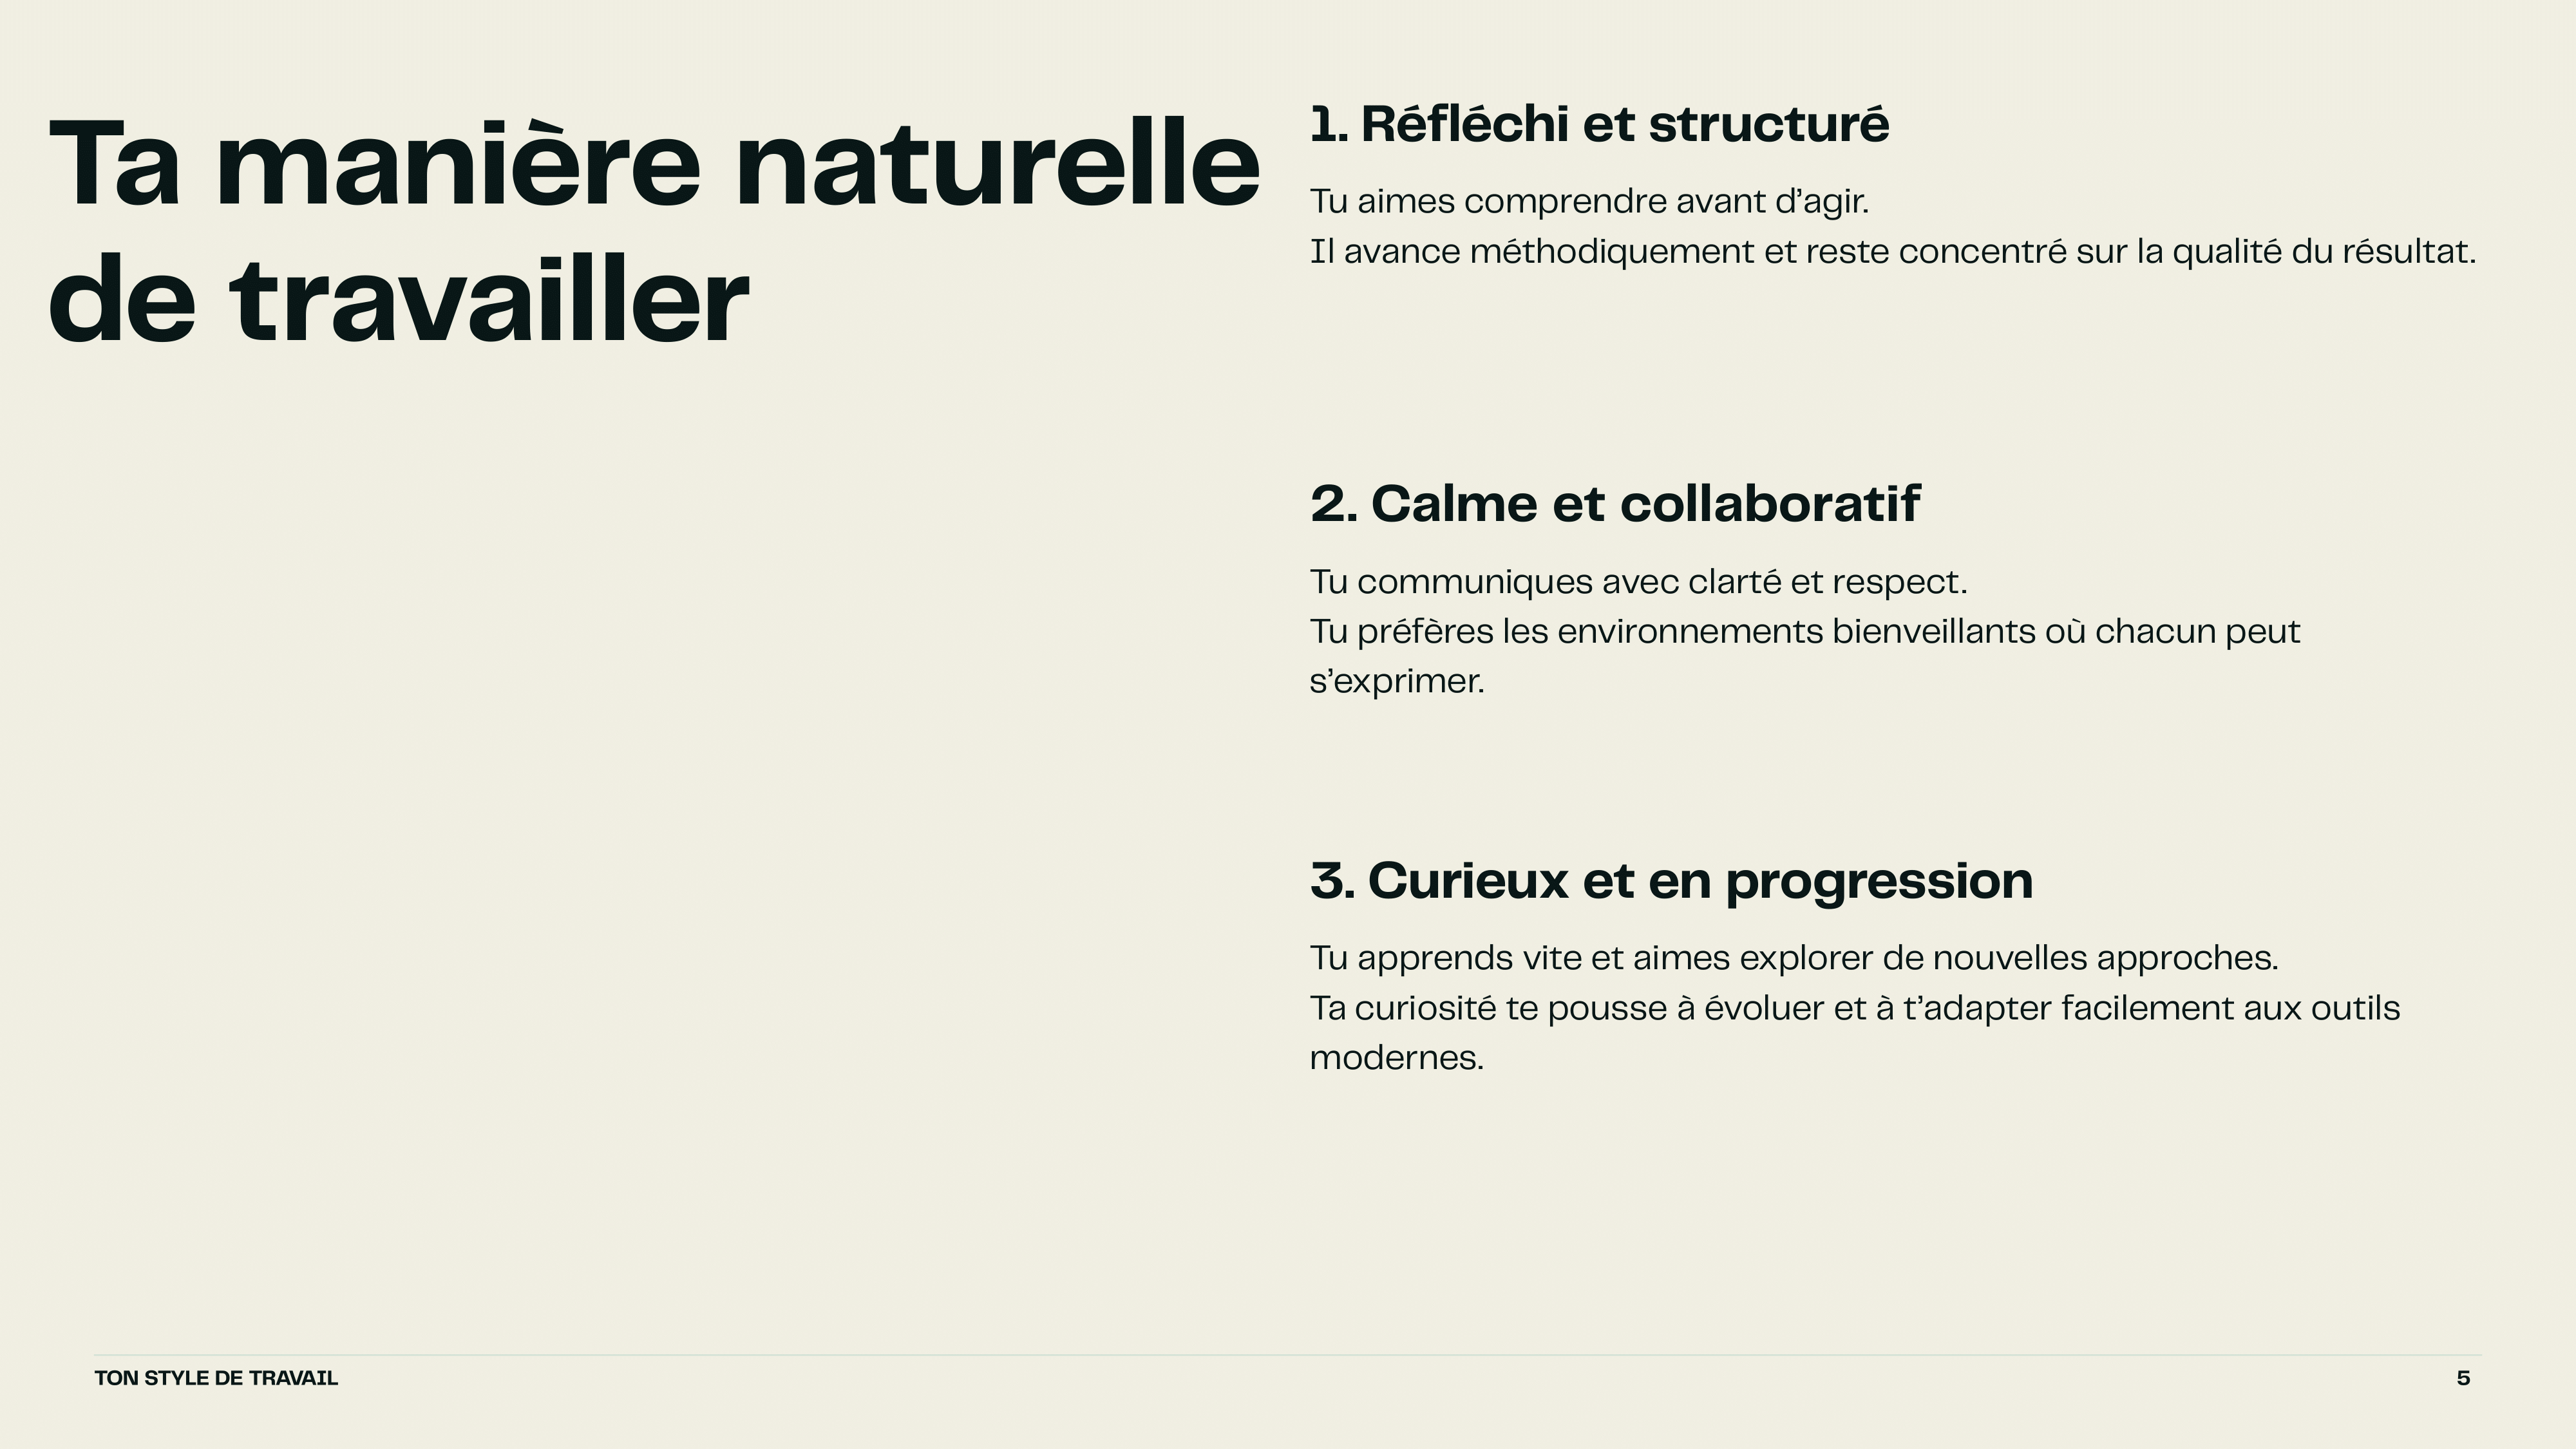 Ta manière naturelle
de travailler
1. Réfléchi et structuré
Tu aimes comprendre avant d’agir.
Il avance méthodiquement et reste concentré sur la qualité du résultat.
2. Calme et collaboratif
Tu communiques avec clarté et respect.
Tu préfères les environnements bienveillants où chacun peut
s’exprimer.
3. Curieux et en progression
Tu apprends vite et aimes explorer de nouvelles approches.
Ta curiosité te pousse à évoluer et à t’adapter facilement aux outils
modernes.
TON STYLE DE TRAVAIL
5